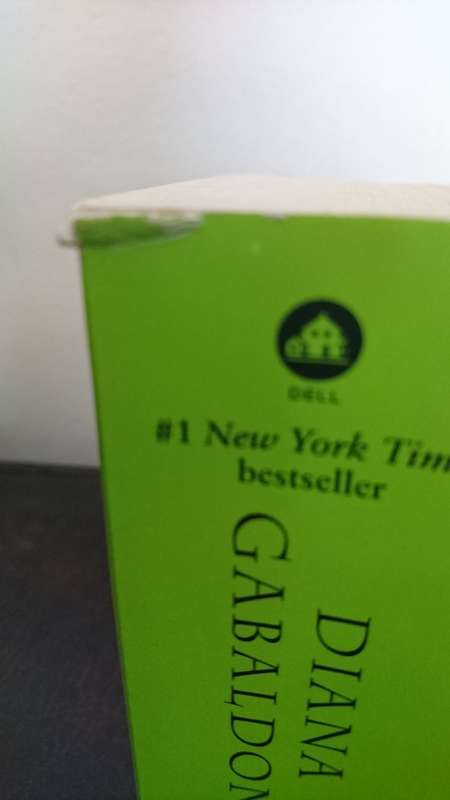 DELL
#1 New York Tim
bestseller
DIANA
GABALDON